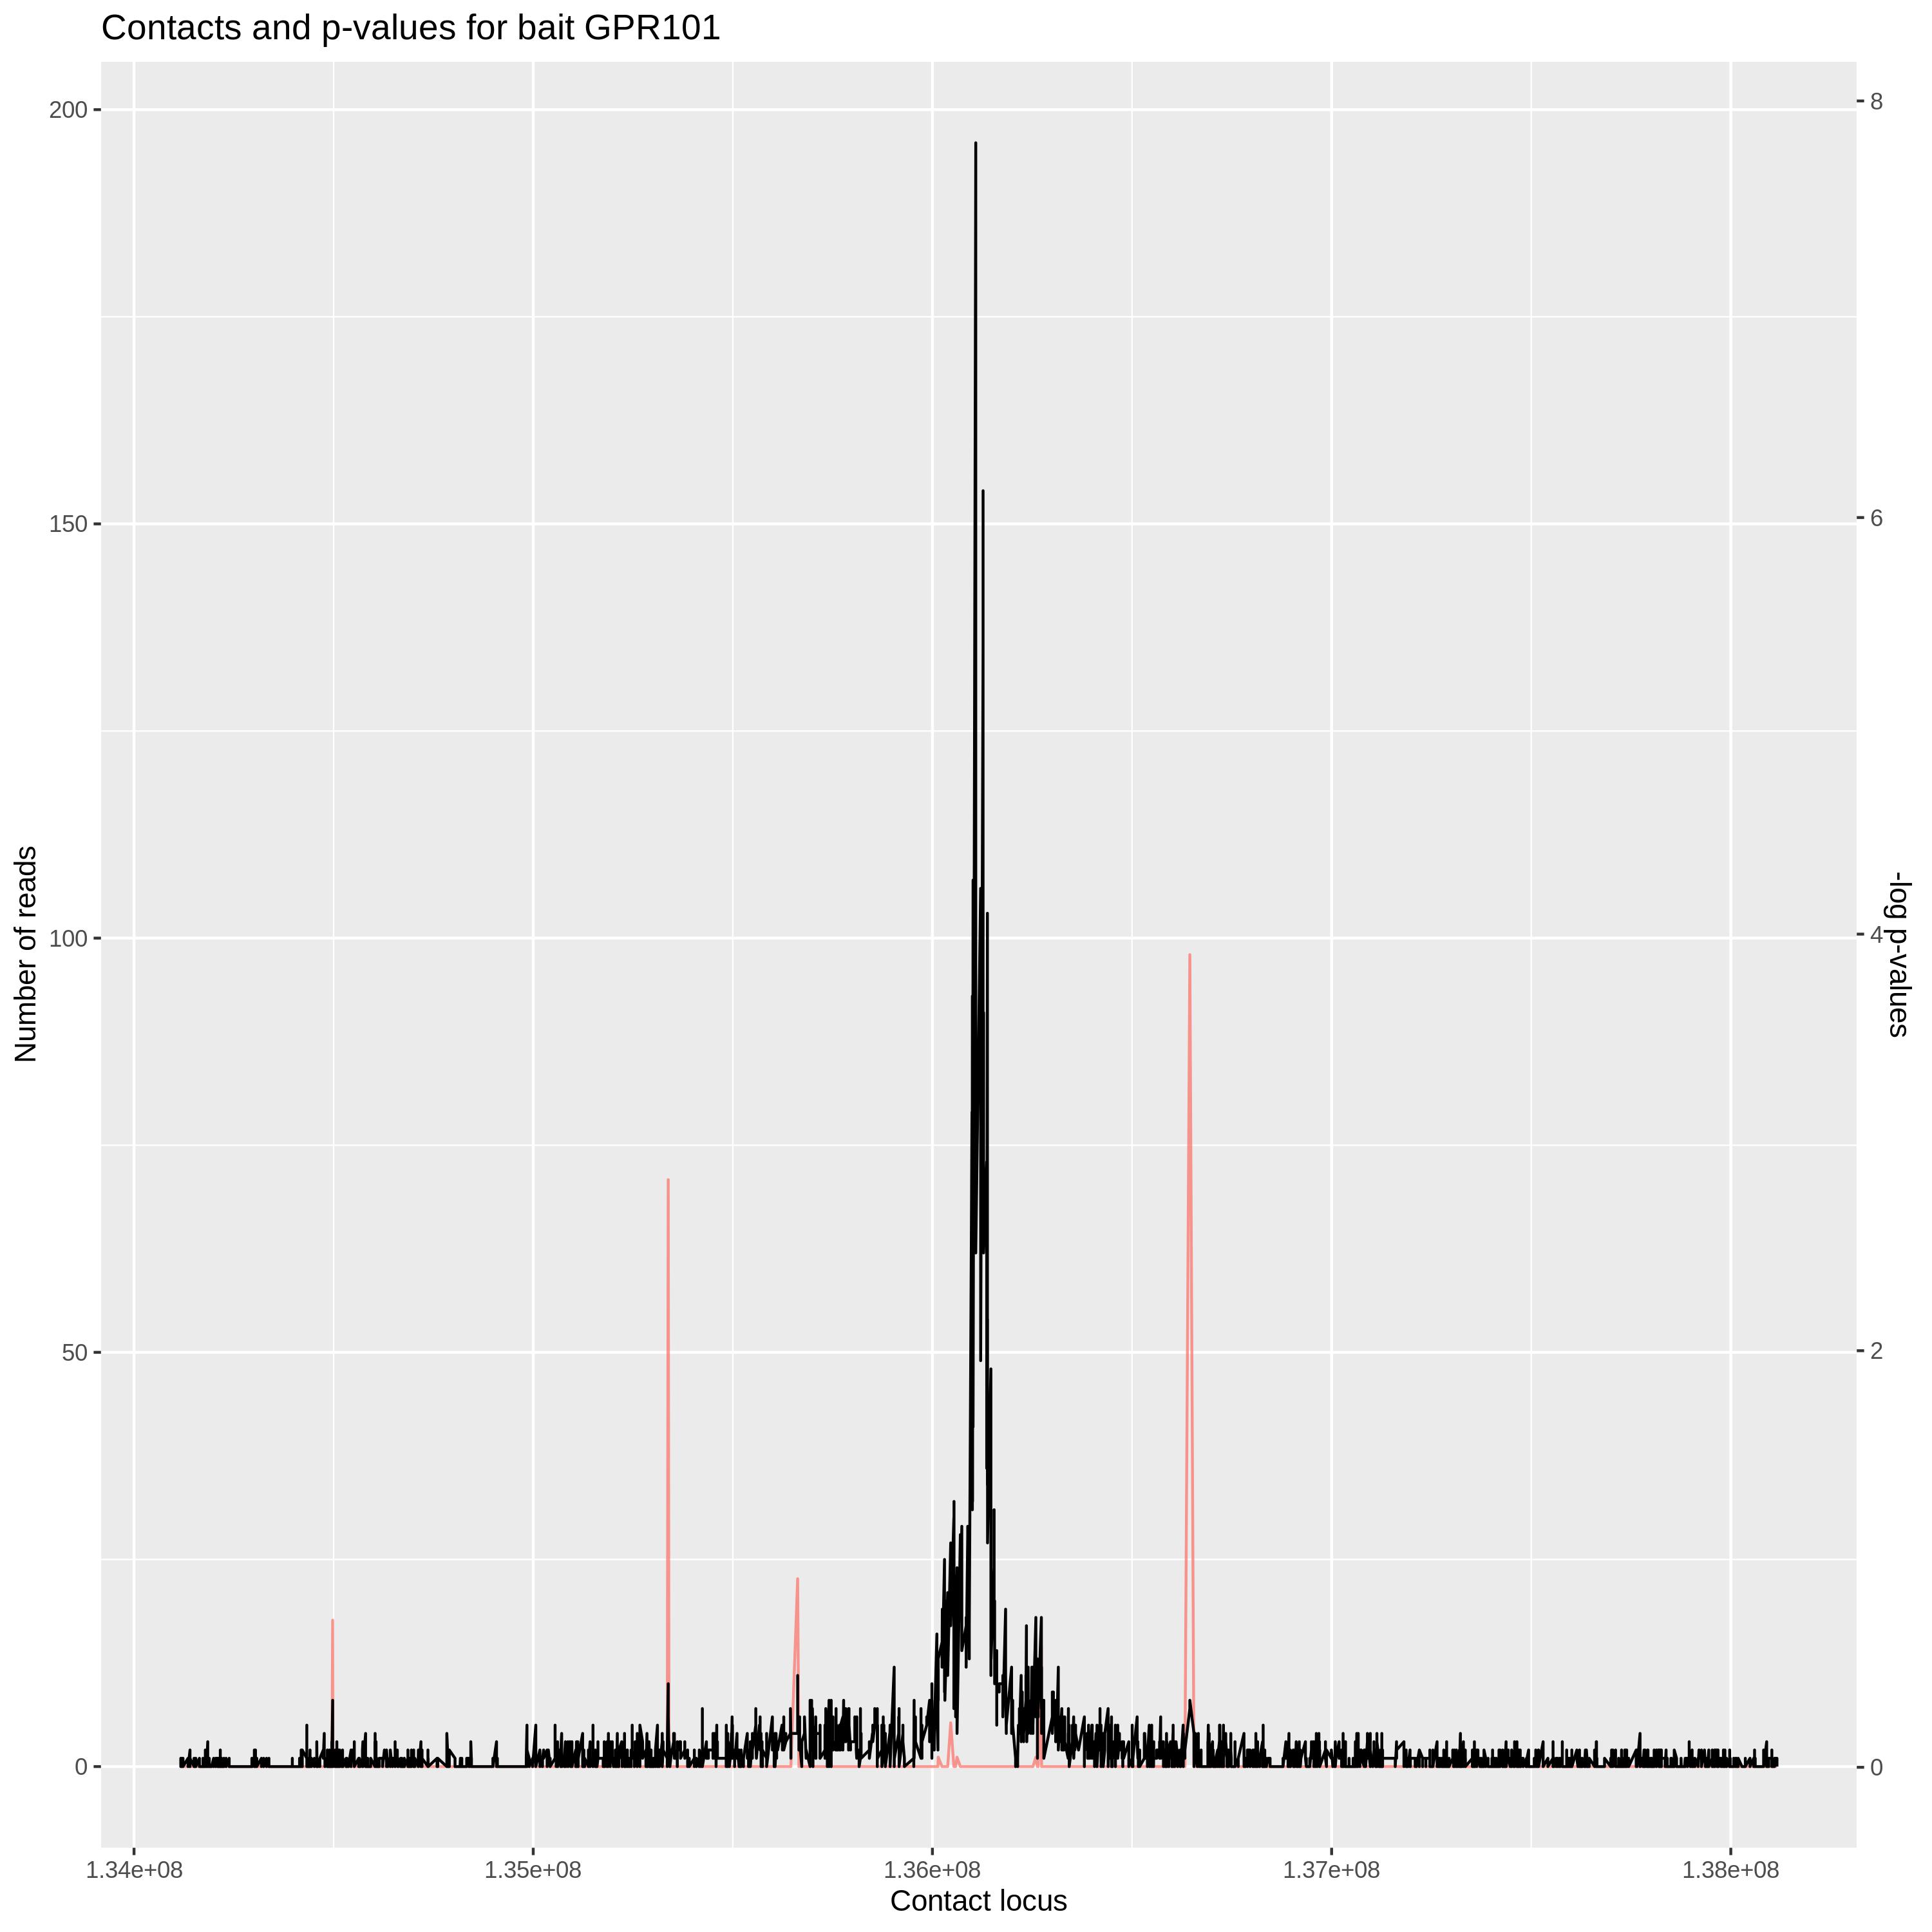 Contacts and p-values for bait GPR101
200
150
100
50
0
Number of reads
8
6
4
2
0
-log p-values
1.34e+08 1.35e+08 1.36e+08 1.37e+08 1.38e+08
Contact locus